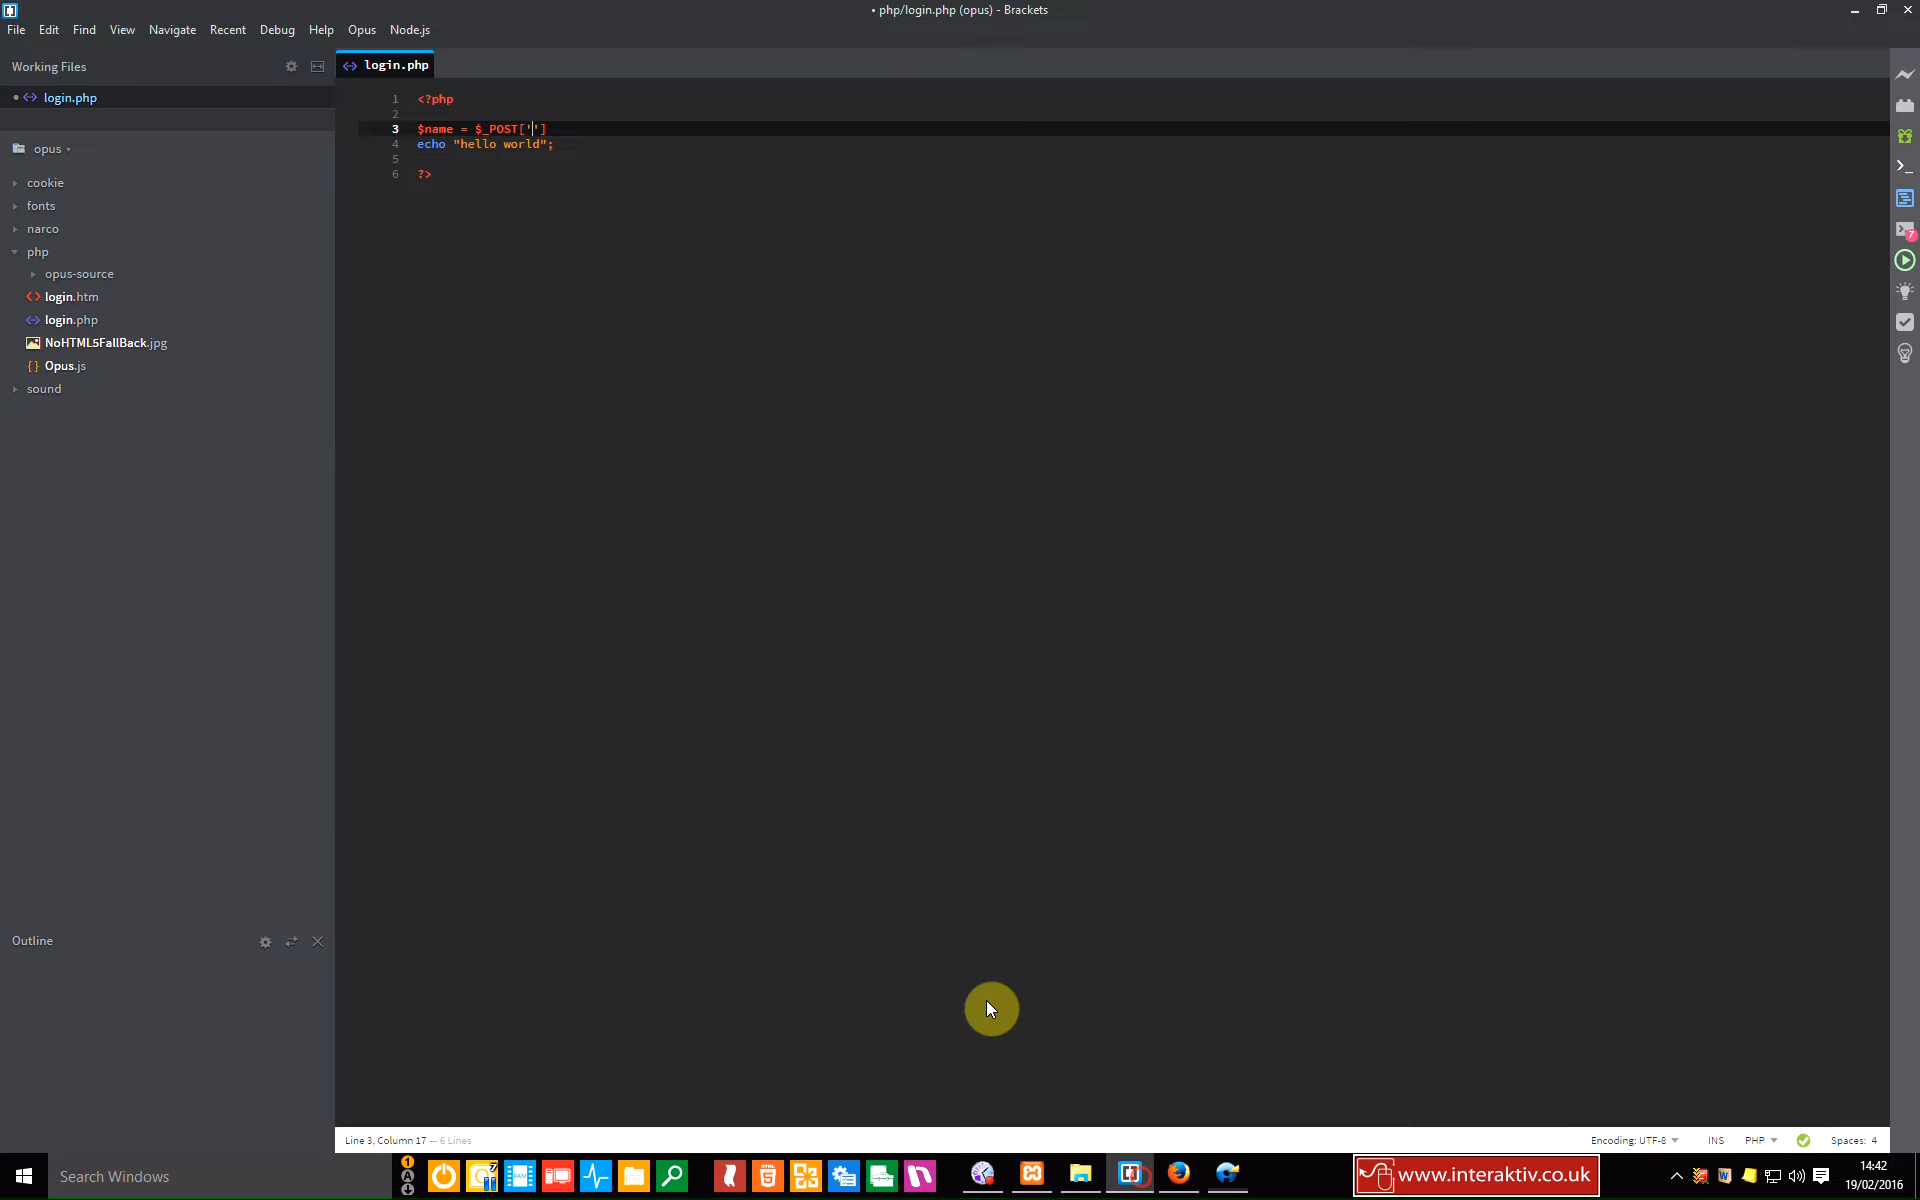 • php/login.php (opus) - Brackets
File Edit Find View Navigate Recent Debug Help Opus Node.js
Working Files
login.php
opus
cookie
fonts
narco
php
opus-source
login.htm
login.php
NoHTML5FallBack.jpg
Opus.js
sound
Outline
login.php
1 <?php
2
3 $name = $_POST['']
4 echo "hello world";
5
6 ?>
7
Line 3, Column 17 — 6 Lines
Encoding: UTF-8 INS PHP Spaces: 4
Search Windows
www.interaktiv.co.uk
14:42
19/02/2016